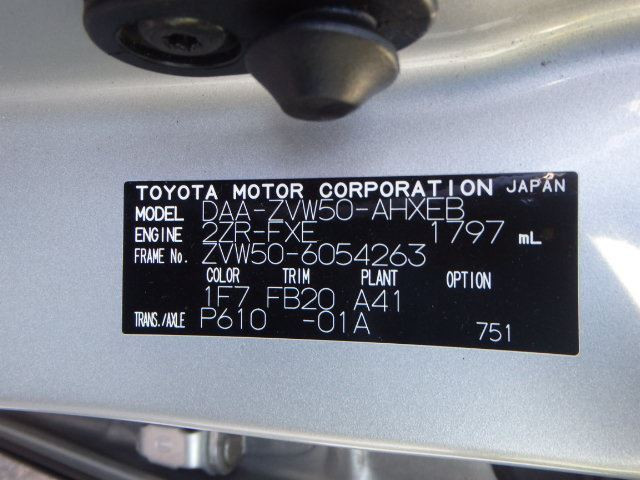 TOYOTA MOTOR CORPORATION JAPAN
MODEL DAA-ZVW50-AHXEB
ENGINE 2ZR-FXE 1797 mL
FRAME No. ZVW50-6054263
COLOR TRIM PLANT OPTION
1F7 FB20 A41
TRANS./AXLE P610 -01A 751